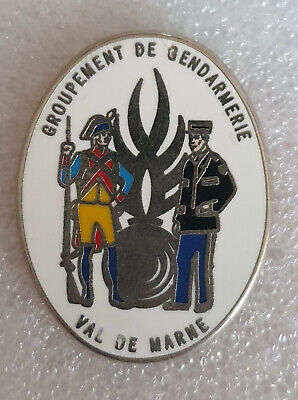 GROUPEMENT DE GENDARMERIE
VAL DE MARNE